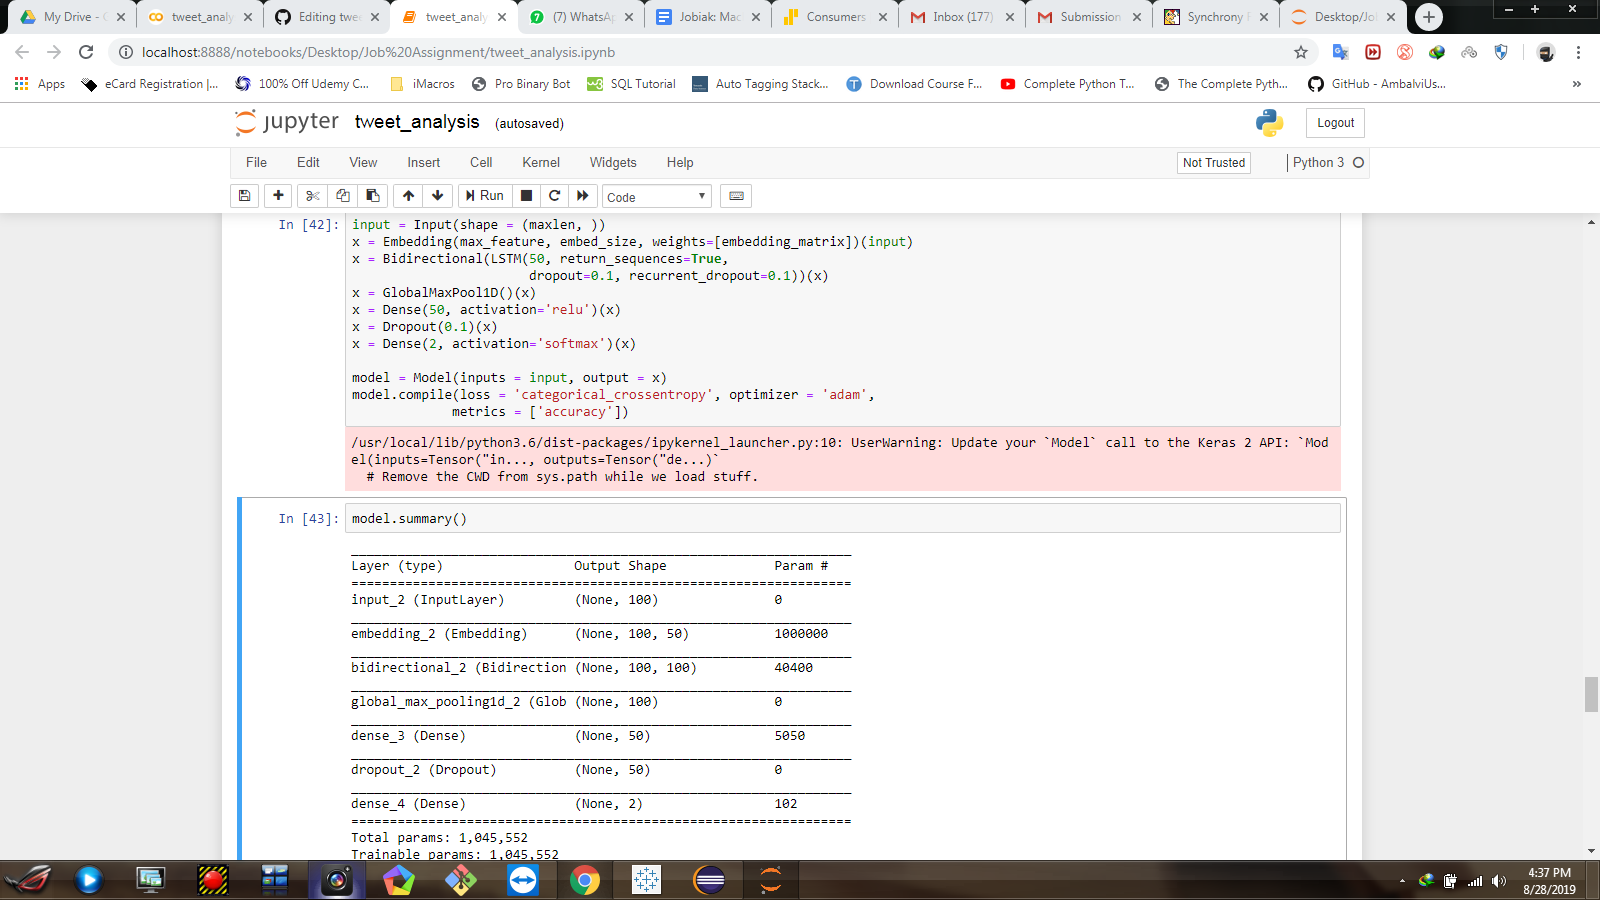 My Drive - G
tweet_analy
Editing twee
tweet_analy
(7) WhatsAp
Jobiak: Mac
Consumers
Inbox (177)
Submission
Synchrony F
Desktop/Jo
localhost:8888/notebooks/Desktop/Job%20Assignment/tweet_analysis.ipynb
Apps
eCard Registration |...
100% Off Udemy C...
iMacros
Pro Binary Bot
SQL Tutorial
Auto Tagging Stack...
Download Course F...
Complete Python T...
The Complete Pyth...
GitHub - AmbalviUs...
»
jupyter tweet_analysis (autosaved)
Logout
File Edit View Insert Cell Kernel Widgets Help
Not Trusted
Python 3
Run
Code
In [42]: input = Input(shape = (maxlen, ))
x = Embedding(max_feature, embed_size, weights=[embedding_matrix])(input)
x = Bidirectional(LSTM(50, return_sequences=True,
dropout=0.1, recurrent_dropout=0.1))(x)
x = GlobalMaxPool1D()(x)
x = Dense(50, activation='relu')(x)
x = Dropout(0.1)(x)
x = Dense(2, activation='softmax')(x)
model = Model(inputs = input, output = x)
model.compile(loss = 'categorical_crossentropy', optimizer = 'adam',
metrics = ['accuracy'])
/usr/local/lib/python3.6/dist-packages/ipykernel_launcher.py:10: UserWarning: Update your `Model` call to the Keras 2 API: `Mod
el(inputs=Tensor("in..., outputs=Tensor("de...)`
# Remove the CWD from sys.path while we load stuff.
In [43]: model.summary()
Layer (type) Output Shape Param #
=================================================================
input_2 (InputLayer) (None, 100) 0
embedding_2 (Embedding) (None, 100, 50) 1000000
bidirectional_2 (Bidirection (None, 100, 100) 40400
global_max_pooling1d_2 (Glob (None, 100) 0
dense_3 (Dense) (None, 50) 5050
dropout_2 (Dropout) (None, 50) 0
dense_4 (Dense) (None, 2) 102
=================================================================
Total params: 1,045,552
Trainable params: 1,045,552
4:37 PM
8/28/2019